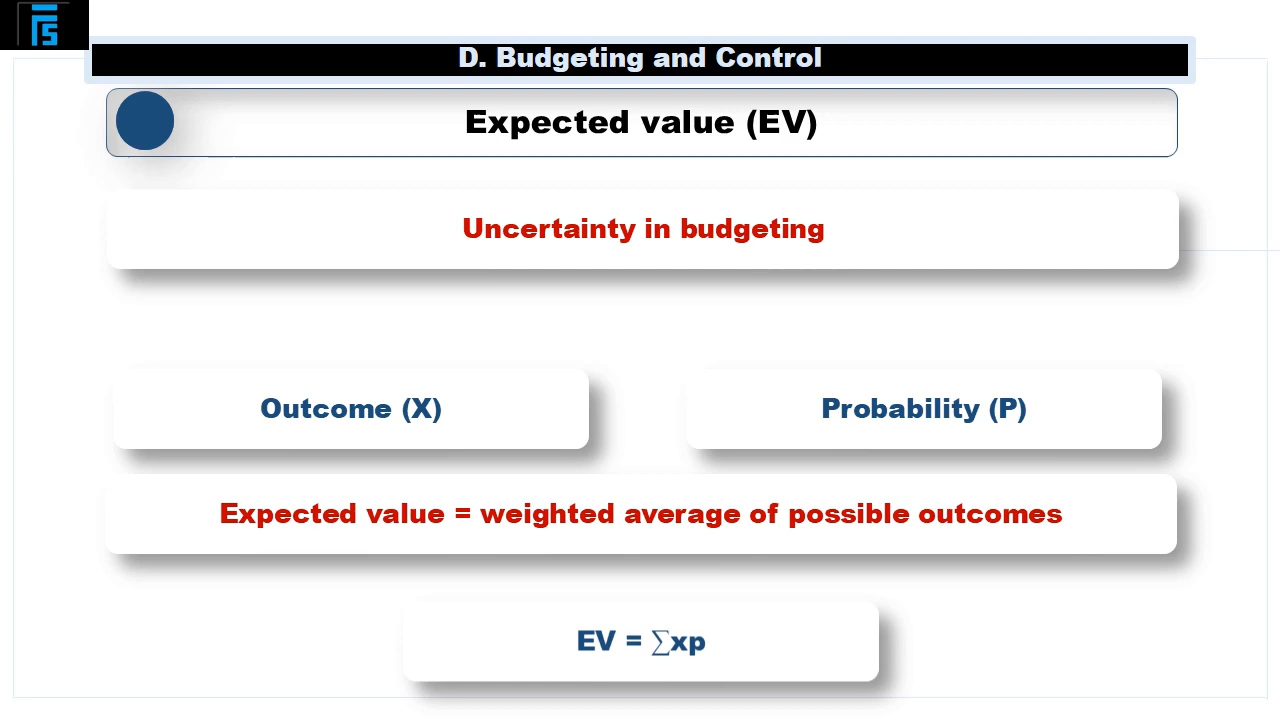 D. Budgeting and Control
Expected value (EV)
Uncertainty in budgeting
Outcome (X)
Probability (P)
Expected value = weighted average of possible outcomes
EV = ∑xp